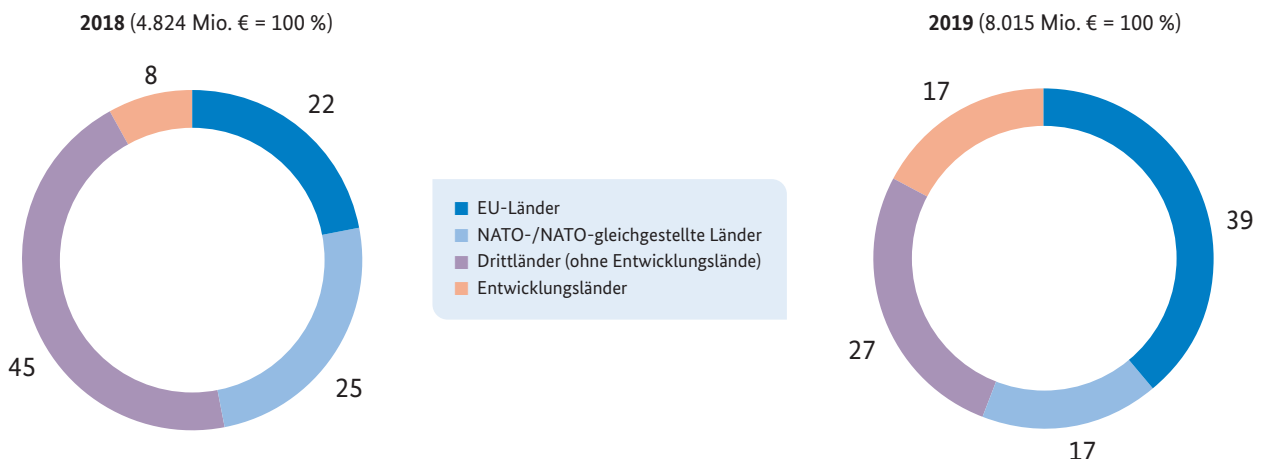 2018 (4.824 Mio. € = 100 %)
8
22
45
25
EU-Länder
NATO-/NATO-gleichgestellte Länder
Drittländer (ohne Entwicklungslände)
Entwicklungsländer
2019 (8.015 Mio. € = 100 %)
17
39
27
17